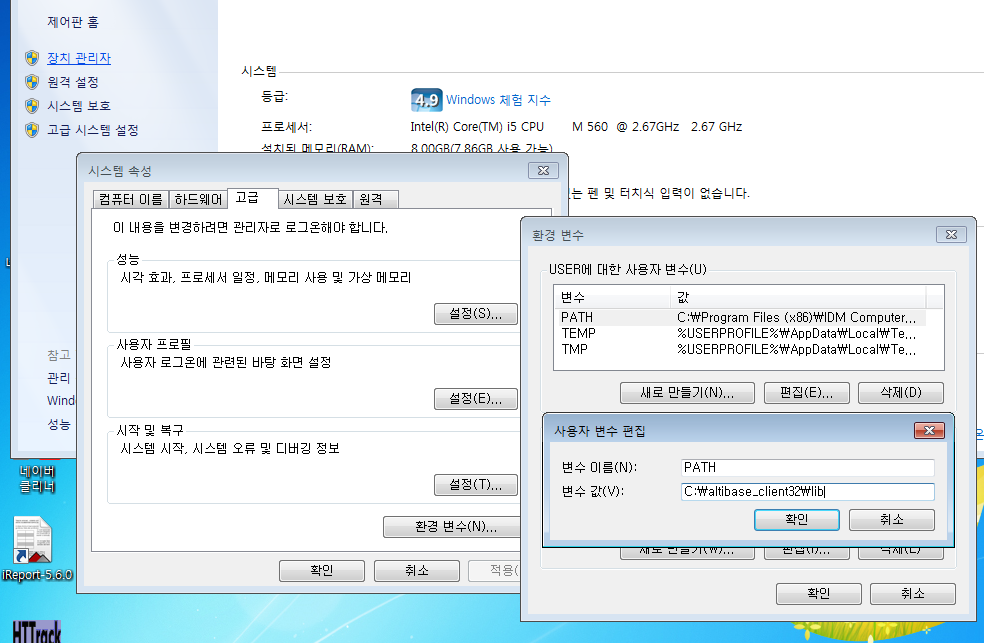 제어판 홈
장치 관리자
원격 설정
시스템 보호
고급 시스템 설정
시스템
등급:
4.9 Windows 체험 지수
프로세서:
Intel(R) Core(TM) i5 CPU M 560 @ 2.67GHz 2.67 GHz
설치된 메모리(RAM):
8.00GB(7.86GB 사용 가능)
는 펜 및 터치식 입력이 없습니다.
참고
관리
Wind
성능
시스템 속성
컴퓨터 이름
하드웨어
고급
시스템 보호
원격
이 내용을 변경하려면 관리자로 로그온해야 합니다.
성능
시각 효과, 프로세서 일정, 메모리 사용 및 가상 메모리
설정(S)...
사용자 프로필
사용자 로그온에 관련된 바탕 화면 설정
설정(E)...
시작 및 복구
시스템 시작, 시스템 오류 및 디버깅 정보
설정(T)...
환경 변수(N)...
확인
취소
적용(
환경 변수
USER에 대한 사용자 변수(U)
변수 값
PATH C:₩Program Files (x86)₩IDM Computer,...
TEMP %USERPROFILE%₩AppData₩Local₩Te...
TMP %USERPROFILE%₩AppData₩Local₩Te...
새로 만들기(N)...
편집(E)...
삭제(D)
사용자 변수 편집
변수 이름(N):
PATH
변수 값(V):
C:₩altibase_client32₩lib
확인
취소
새로 만들기(W)...
편집(I)...
삭제(L)
확인
취소
네이버
클리너
iReport-5.6.0
HTTrack